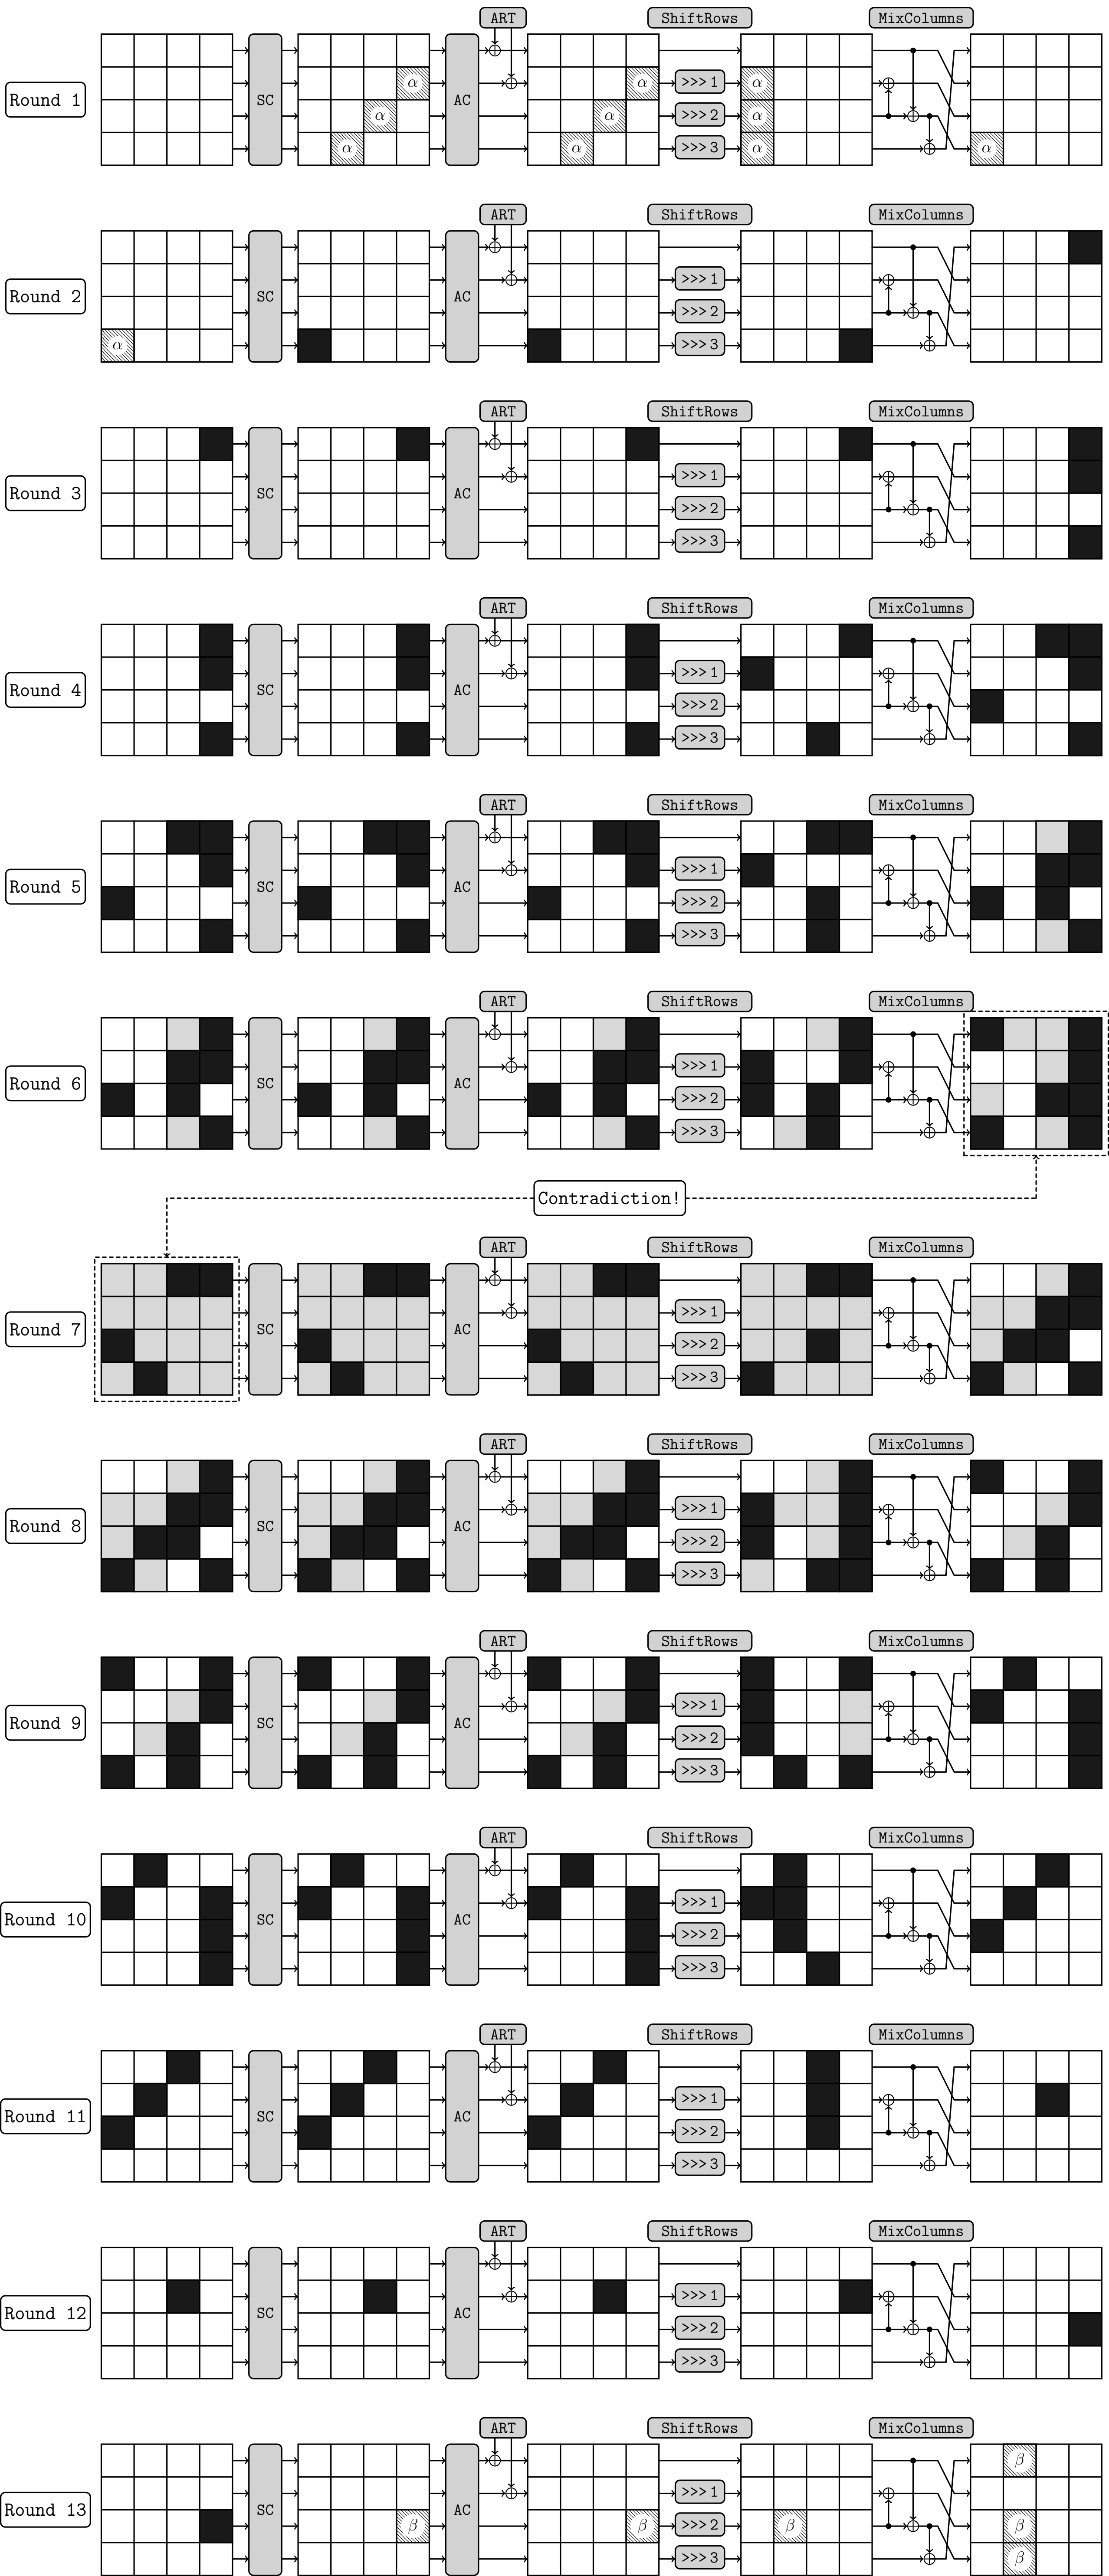 ART ShiftRows MixColumns
α α >>> 1 α
Round 1 SC AC
α α >>> 2 α
α α >>> 3 α α
ART ShiftRows MixColumns
>>> 1
Round 2 SC AC
>>> 2
α >>> 3
ART ShiftRows MixColumns
>>> 1
Round 3 SC AC
>>> 2
>>> 3
ART ShiftRows MixColumns
>>> 1
Round 4 SC AC
>>> 2
>>> 3
ART ShiftRows MixColumns
>>> 1
Round 5 SC AC
>>> 2
>>> 3
ART ShiftRows MixColumns
>>> 1
Round 6 SC AC
>>> 2
>>> 3
Contradiction!
ART ShiftRows MixColumns
>>> 1
Round 7 SC AC
>>> 2
>>> 3
ART ShiftRows MixColumns
>>> 1
Round 8 SC AC
>>> 2
>>> 3
ART ShiftRows MixColumns
>>> 1
Round 9 SC AC
>>> 2
>>> 3
ART ShiftRows MixColumns
>>> 1
Round 10 SC AC
>>> 2
>>> 3
ART ShiftRows MixColumns
>>> 1
Round 11 SC AC
>>> 2
>>> 3
ART ShiftRows MixColumns
>>> 1
Round 12 SC AC
>>> 2
>>> 3
ART ShiftRows MixColumns
β
>>> 1
Round 13 SC AC
β β >>> 2 β β
>>> 3 β